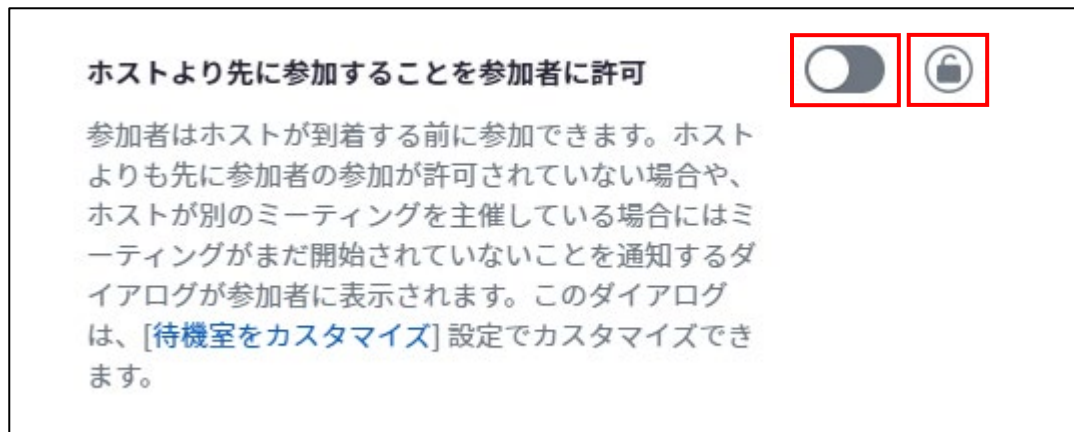 ホストより先に参加することを参加者に許可
参加者はホストが到着する前に参加できます。ホスト
よりも先に参加者の参加が許可されていない場合や、
ホストが別のミーティングを主催している場合にはミ
ーティングがまだ開始されていないことを通知するダ
イアログが参加者に表示されます。このダイアログ
は、[待機室をカスタマイズ] 設定でカスタマイズでき
ます。